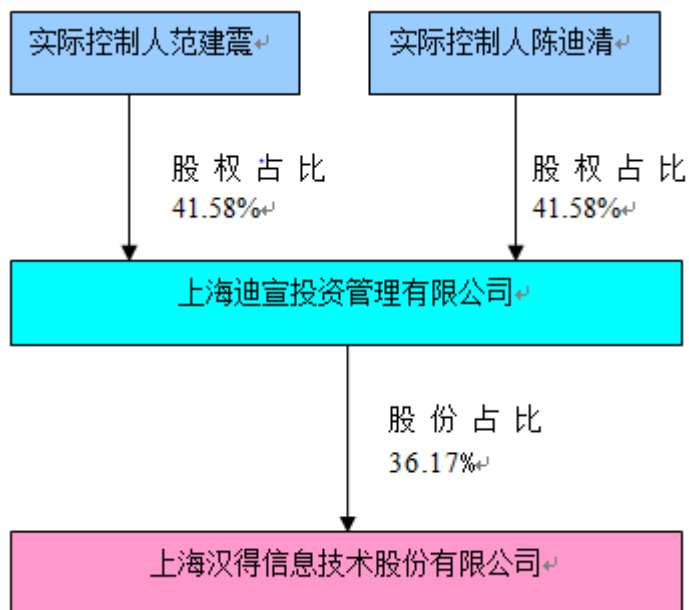 实际控制人范建震
实际控制人陈迪清
股权占比
41.58%
股权占比
41.58%
上海迪宣投资管理有限公司
股份占比
36.17%
上海汉得信息技术股份有限公司